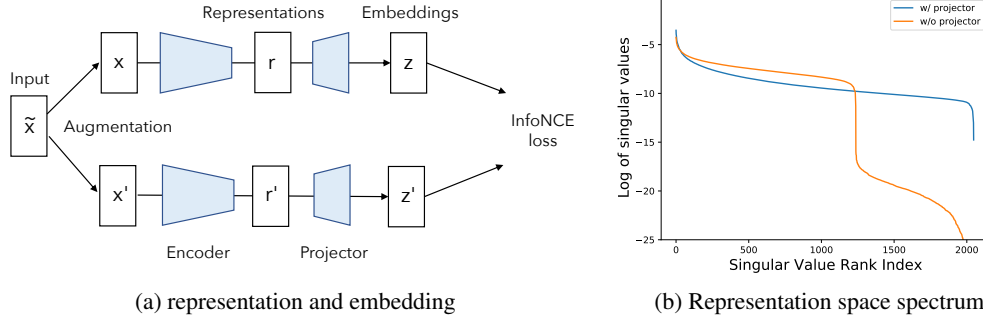 Representations
Embeddings
Input
x
r
z
x̃
Augmentation
InfoNCE
loss
x'
r'
z'
Encoder
Projector
(a) representation and embedding
w/ projector
w/o projector
Log of singular values
−5
−10
−15
−20
−25
0
500
1000
1500
2000
Singular Value Rank Index
(b) Representation space spectrum